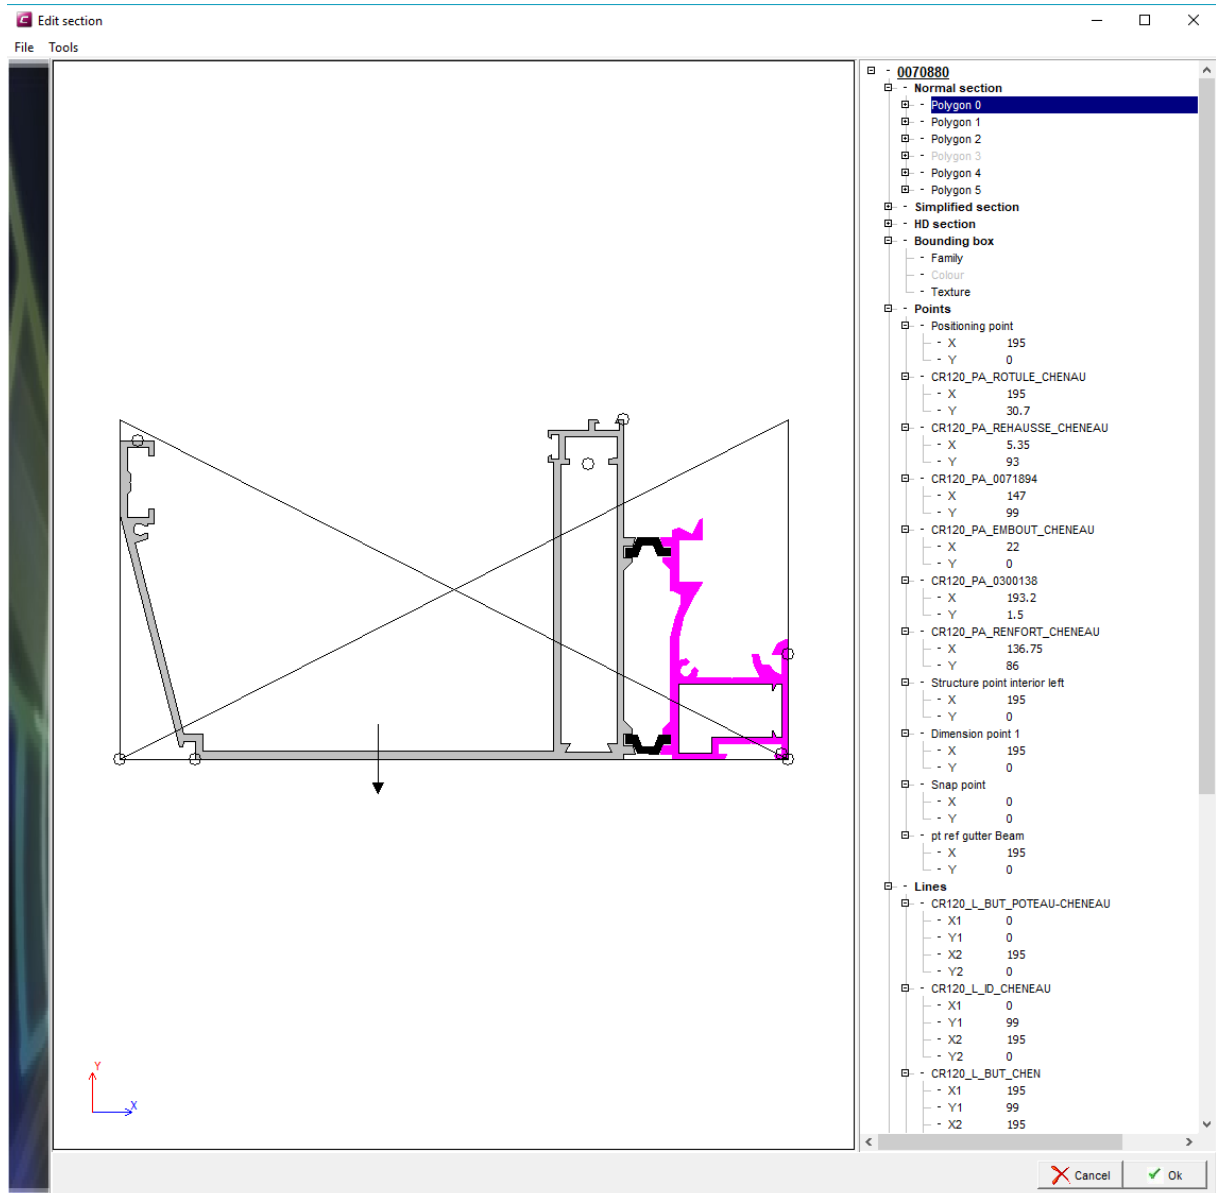 Edit section
File Tools
0070880
Normal section
Polygon 0
Polygon 1
Polygon 2
Polygon 3
Polygon 4
Polygon 5
Simplified section
HD section
Bounding box
Family
Colour
Texture
Points
Positioning point
X 195
Y 0
CR120_PA_ROTULE_CHENAU
X 195
Y 30.7
CR120_PA_REHAUSSE_CHENEAU
X 5.35
Y 93
CR120_PA_0071894
X 147
Y 99
CR120_PA_EMBOUT_CHENEAU
X 22
Y 0
CR120_PA_0300138
X 193.2
Y 1.5
CR120_PA_RENFORT_CHENEAU
X 136.75
Y 86
Structure point interior left
X 195
Y 0
Dimension point 1
X 195
Y 0
Snap point
X 0
Y 0
pt ref gutter Beam
X 195
Y 0
Lines
CR120_L_BUT_POTEAU-CHENEAU
X1 0
Y1 0
X2 195
Y2 0
CR120_L_ID_CHENEAU
X1 0
Y1 99
X2 195
Y2 0
CR120_L_BUT_CHEN
X1 195
Y1 99
X2 195
Y
X
Cancel Ok